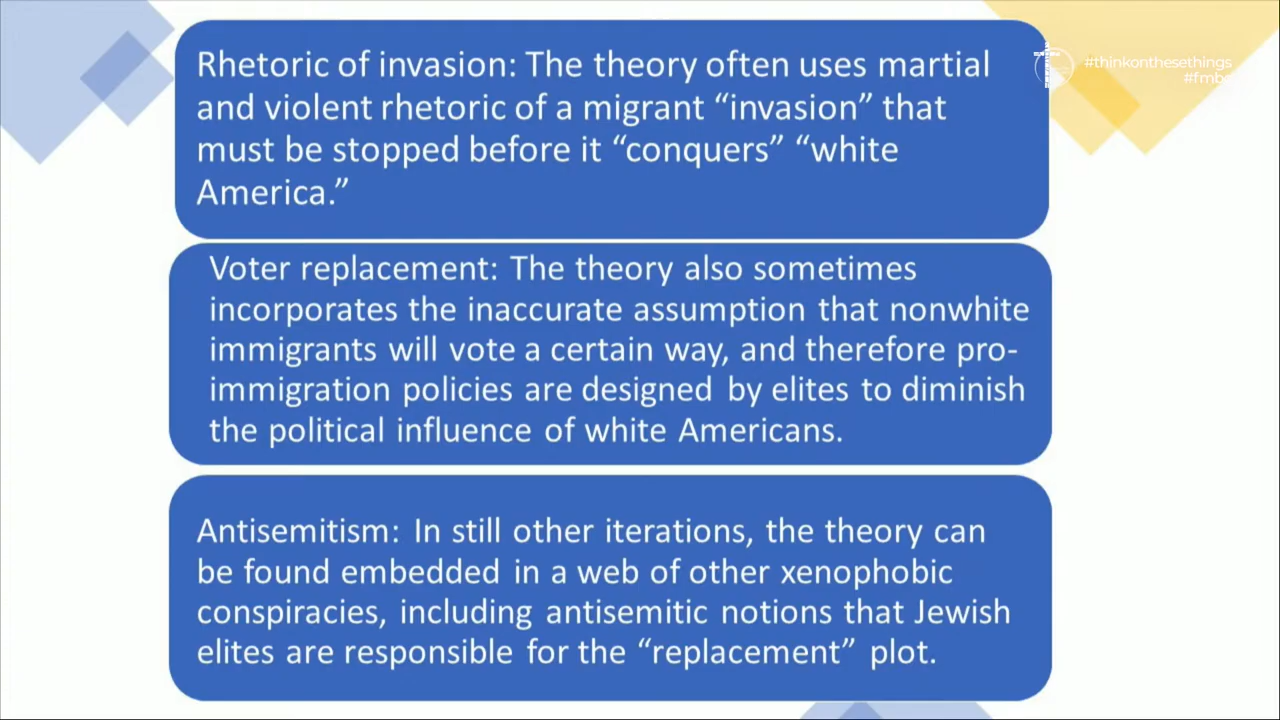 Rhetoric of invasion: The theory often uses martial
and violent rhetoric of a migrant “invasion” that
must be stopped before it “conquers” “white
America.”
#thinkonthesethings
#fmbc
Voter replacement: The theory also sometimes
incorporates the inaccurate assumption that nonwhite
immigrants will vote a certain way, and therefore pro-
immigration policies are designed by elites to diminish
the political influence of white Americans.
Antisemitism: In still other iterations, the theory can
be found embedded in a web of other xenophobic
conspiracies, including antisemitic notions that Jewish
elites are responsible for the “replacement” plot.